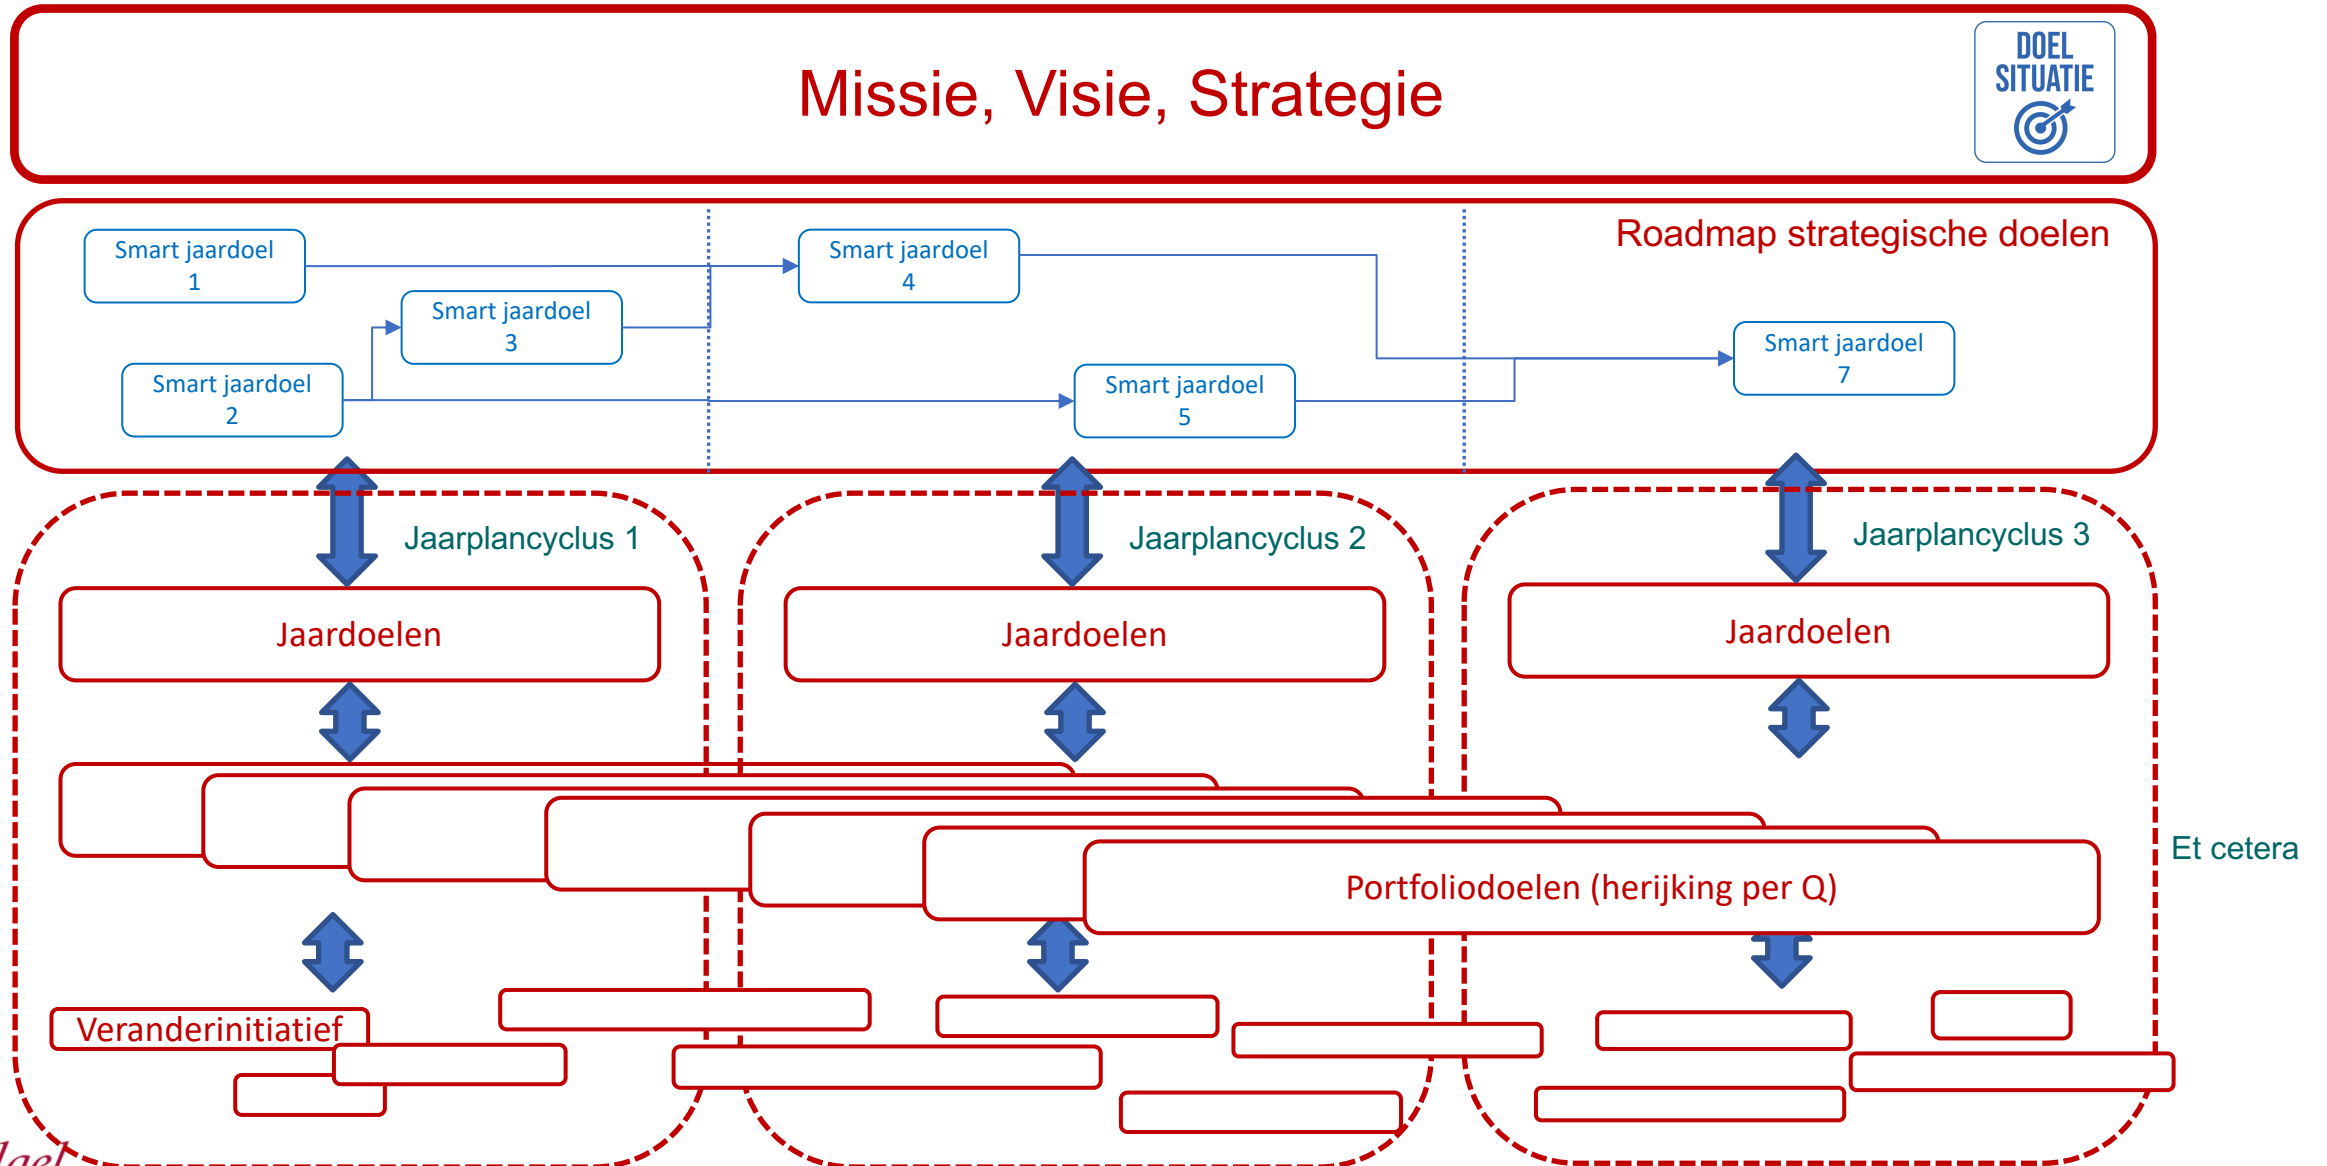 Missie, Visie, Strategie
DOEL
SITUATIE
Roadmap strategische doelen
Smart jaardoel
1
Smart jaardoel
2
Smart jaardoel
3
Smart jaardoel
4
Smart jaardoel
5
Smart jaardoel
7
Jaarplancyclus 1
Jaarplancyclus 2
Jaarplancyclus 3
Jaardoelen
Jaardoelen
Jaardoelen
Portfoliodoelen (herijking per Q)
Et cetera
Veranderinitiatief